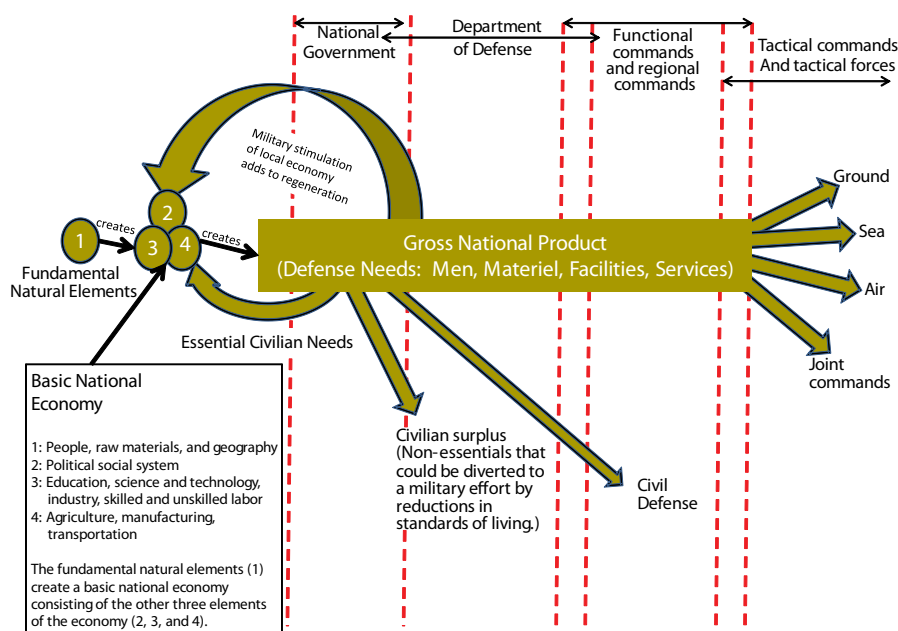 National
Government
Department
of Defense
Functional
commands
and regional
commands
Tactical commands
And tactical forces
Military stimulation
of local economy
adds to regeneration
1
creates
2
3
4
creates
Fundamental
Natural Elements
Gross National Product
(Defense Needs: Men, Materiel, Facilities, Services)
Ground
Sea
Air
Joint
commands
Essential Civilian Needs
Civilian surplus
(Non-essentials that
could be diverted to
a military effort by
reductions in
standards of living.)
Civil
Defense
Basic National
Economy
1: People, raw materials, and geography
2: Political social system
3: Education, science and technology,
industry, skilled and unskilled labor
4: Agriculture, manufacturing,
transportation
The fundamental natural elements (1)
create a basic national economy
consisting of the other three elements
of the economy (2, 3, and 4).